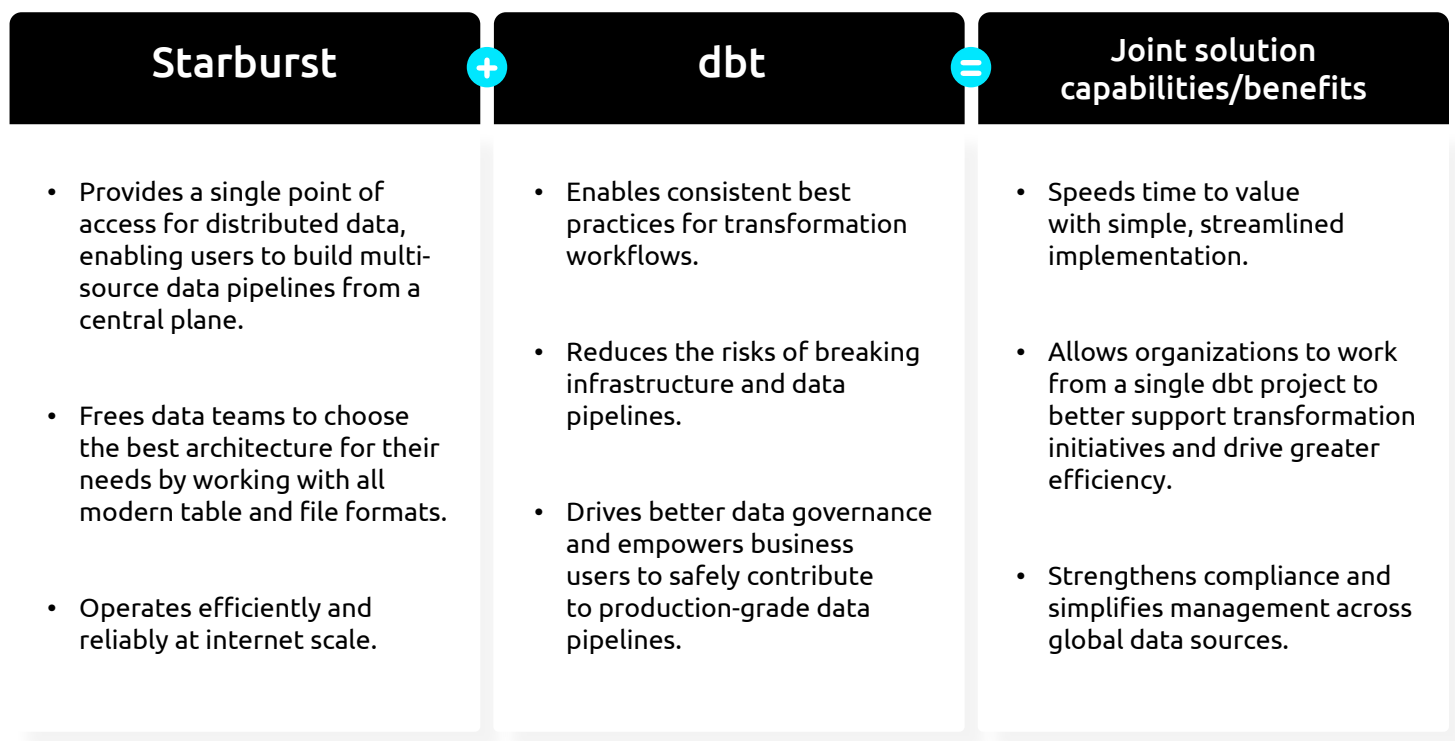 Starburst
+
dbt
=
Joint solution
capabilities/benefits
• Provides a single point of
access for distributed data,
enabling users to build multi-
source data pipelines from a
central plane.
• Frees data teams to choose
the best architecture for their
needs by working with all
modern table and file formats.
• Operates efficiently and
reliably at internet scale.
• Enables consistent best
practices for transformation
workflows.
• Reduces the risks of breaking
infrastructure and data
pipelines.
• Drives better data governance
and empowers business
users to safely contribute
to production-grade data
pipelines.
• Speeds time to value
with simple, streamlined
implementation.
• Allows organizations to work
from a single dbt project to
better support transformation
initiatives and drive greater
efficiency.
• Strengthens compliance and
simplifies management across
global data sources.